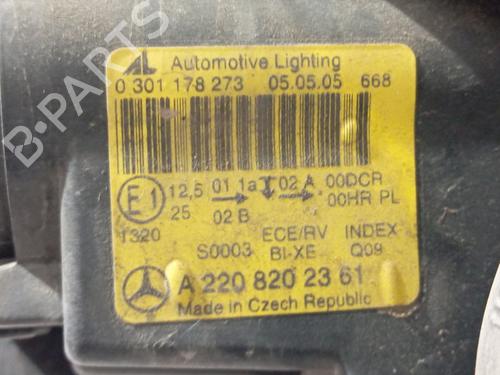 AL Automotive Lighting
0 301 178 273 05.05.05 668
E1 12,5 01 1a 02 A 00DCR
25 02 B 00HR PL
1320 ECE/RV INDEX
S0003 BI-XE Q09
A 220 820 23 61
Made in Czech Republic
B-PARTS